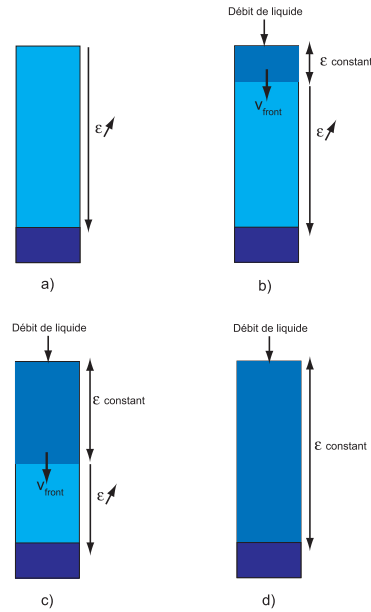 Débit de liquide
ε constant
v front
ε
ε
a)
b)
Débit de liquide
Débit de liquide
ε constant
ε constant
v front
ε
c)
d)